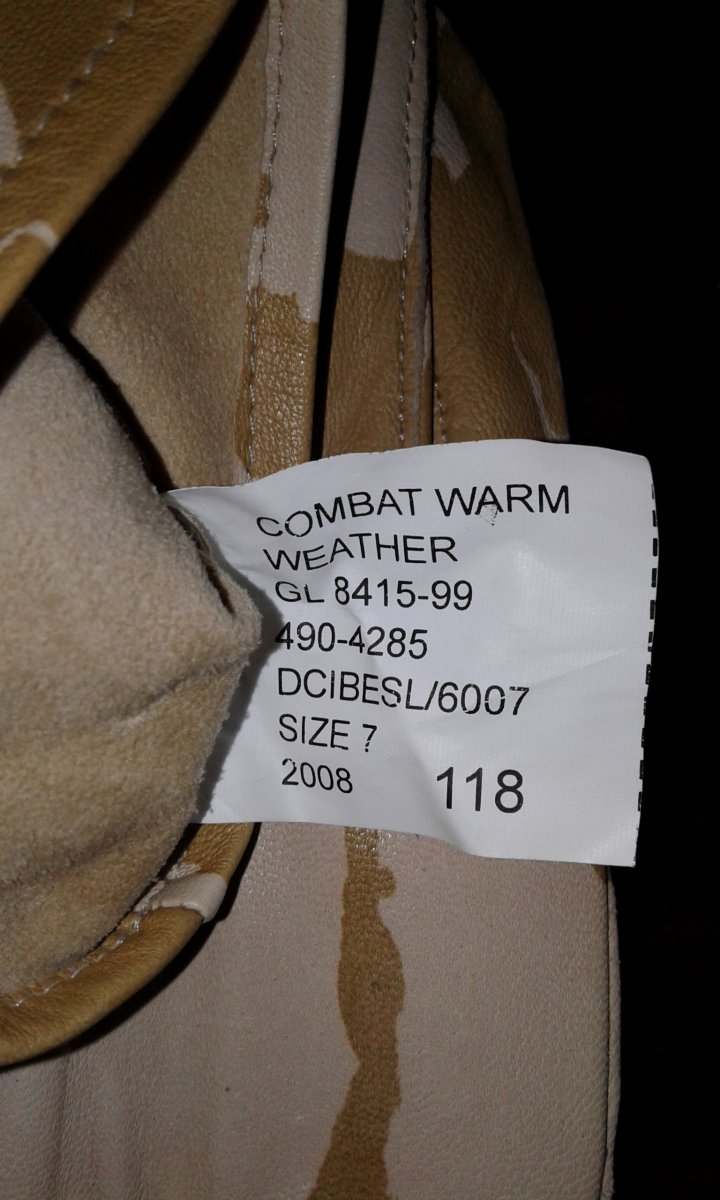 COMBAT WARM
WEATHER
GL 8415-99
490-4285
DCIBESL/6007
SIZE 7
2008 118